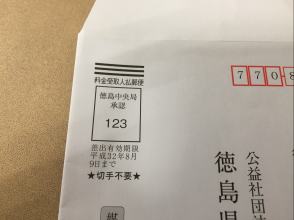 料金受取人払郵便
徳島中央局
承認
123
差出有効期限
平成32年8月
9日まで
★切手不要★
770-8
公益社団法
徳島県